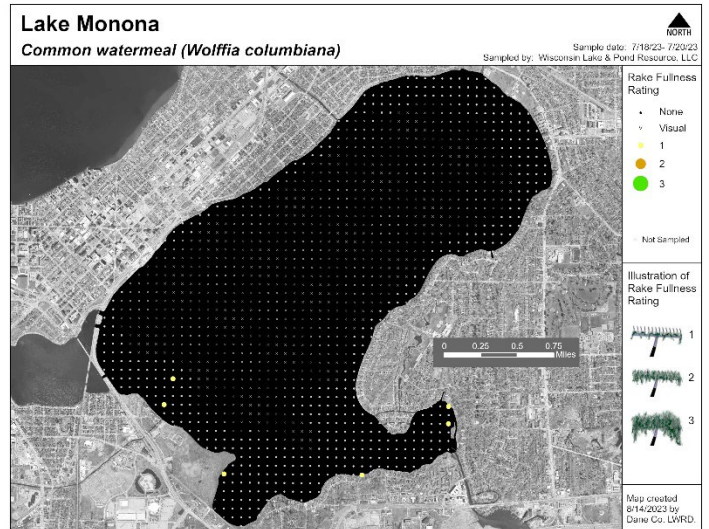 Lake Monona
Common watermeal (Wolffia columbiana)
NORTH
Sample date: 7/18/23- 7/20/23
Sampled by: Wisconsin Lake & Pond Resource, LLC
Rake Fullness
Rating
None
Visual
1
2
3
Not Sampled
Illustration of
Rake Fullness
Rating
1
2
3
0 0.25 0.5 0.75
Miles
Map created
8/14/2023 by
Dane Co. LWRD.